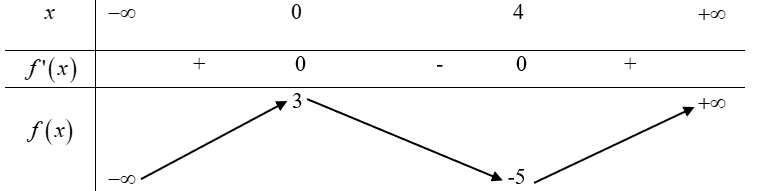 x −∞ 0 4 +∞
f'(x) + 0 - 0 +
3 +∞
f(x)
−∞ -5